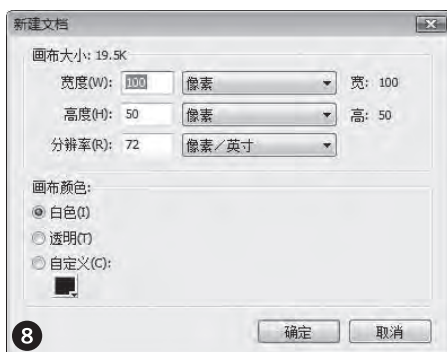 新建文档
画布大小: 19.5K
宽度(W): 100 像素 宽: 100
高度(H): 50 像素 高: 50
分辨率(R): 72 像素/英寸
画布颜色:
白色(I)
透明(T)
自定义(C):
8 确定 取消